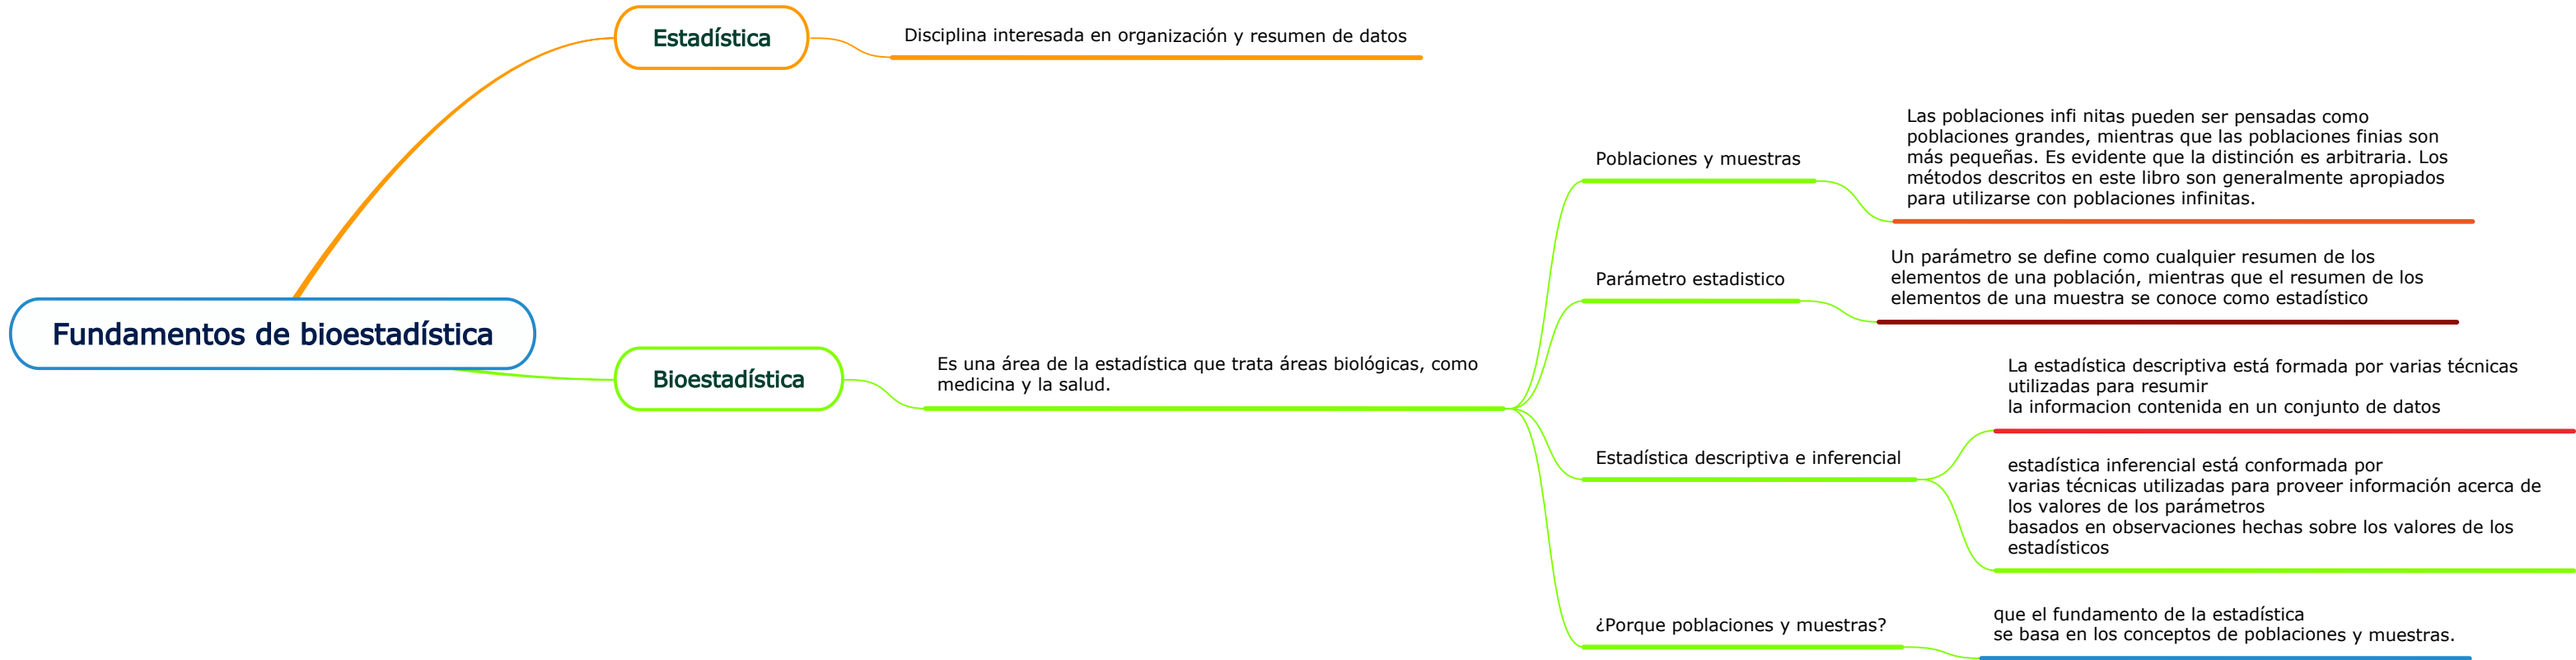 Estadística
Disciplina interesada en organización y resumen de datos
Fundamentos de bioestadística
Bioestadística
Es una área de la estadística que trata áreas biológicas, como
medicina y la salud.
Poblaciones y muestras
Las poblaciones infi nitas pueden ser pensadas como
poblaciones grandes, mientras que las poblaciones finias son
más pequeñas. Es evidente que la distinción es arbitraria. Los
métodos descritos en este libro son generalmente apropiados
para utilizarse con poblaciones infinitas.
Parámetro estadistico
Un parámetro se define como cualquier resumen de los
elementos de una población, mientras que el resumen de los
elementos de una muestra se conoce como estadístico
Estadística descriptiva e inferencial
La estadística descriptiva está formada por varias técnicas
utilizadas para resumir
la informacion contenida en un conjunto de datos
estadística inferencial está conformada por
varias técnicas utilizadas para proveer información acerca de
los valores de los parámetros
basados en observaciones hechas sobre los valores de los
estadísticos
¿Porque poblaciones y muestras?
que el fundamento de la estadística
se basa en los conceptos de poblaciones y muestras.